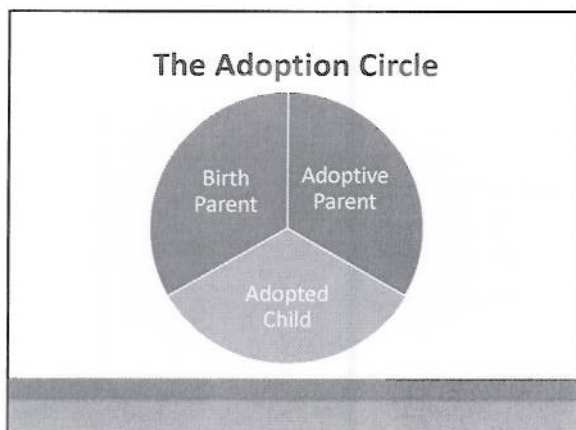 The Adoption Circle
Birth
Parent
Adoptive
Parent
Adopted
Child